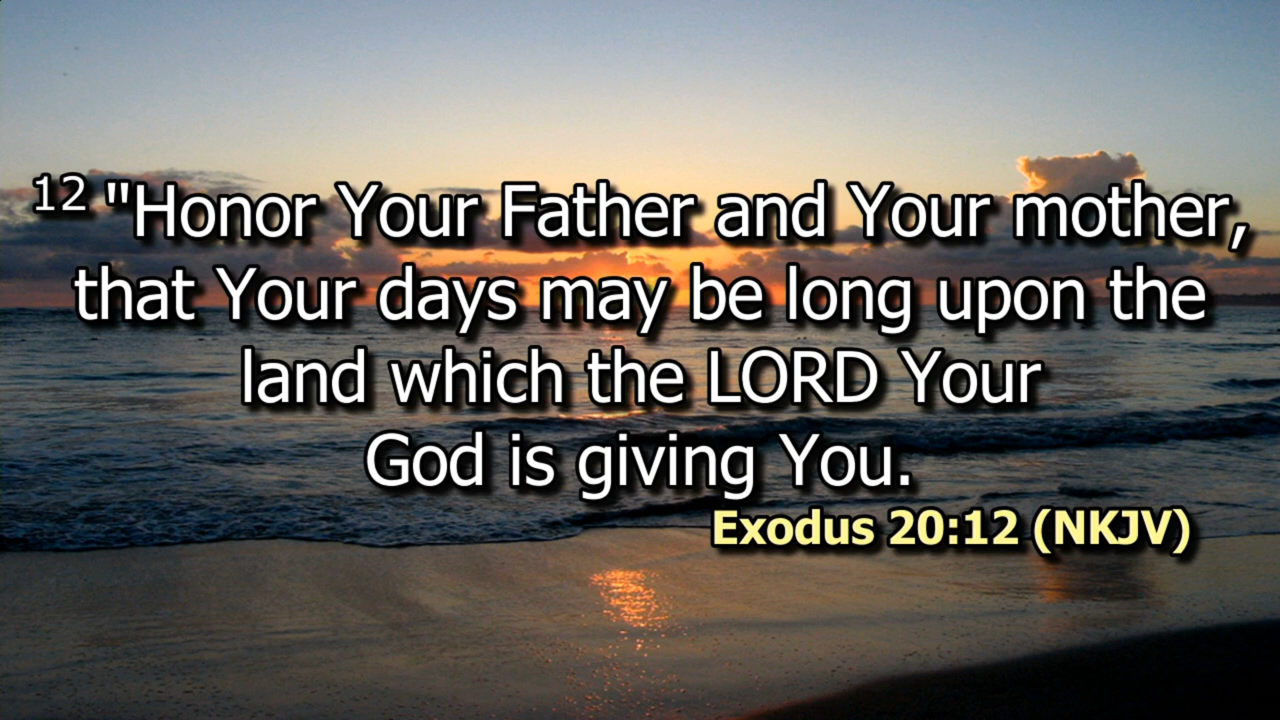 12 "Honor Your Father and Your mother,
that Your days may be long upon the
land which the LORD Your
God is giving You.
Exodus 20:12 (NKJV)